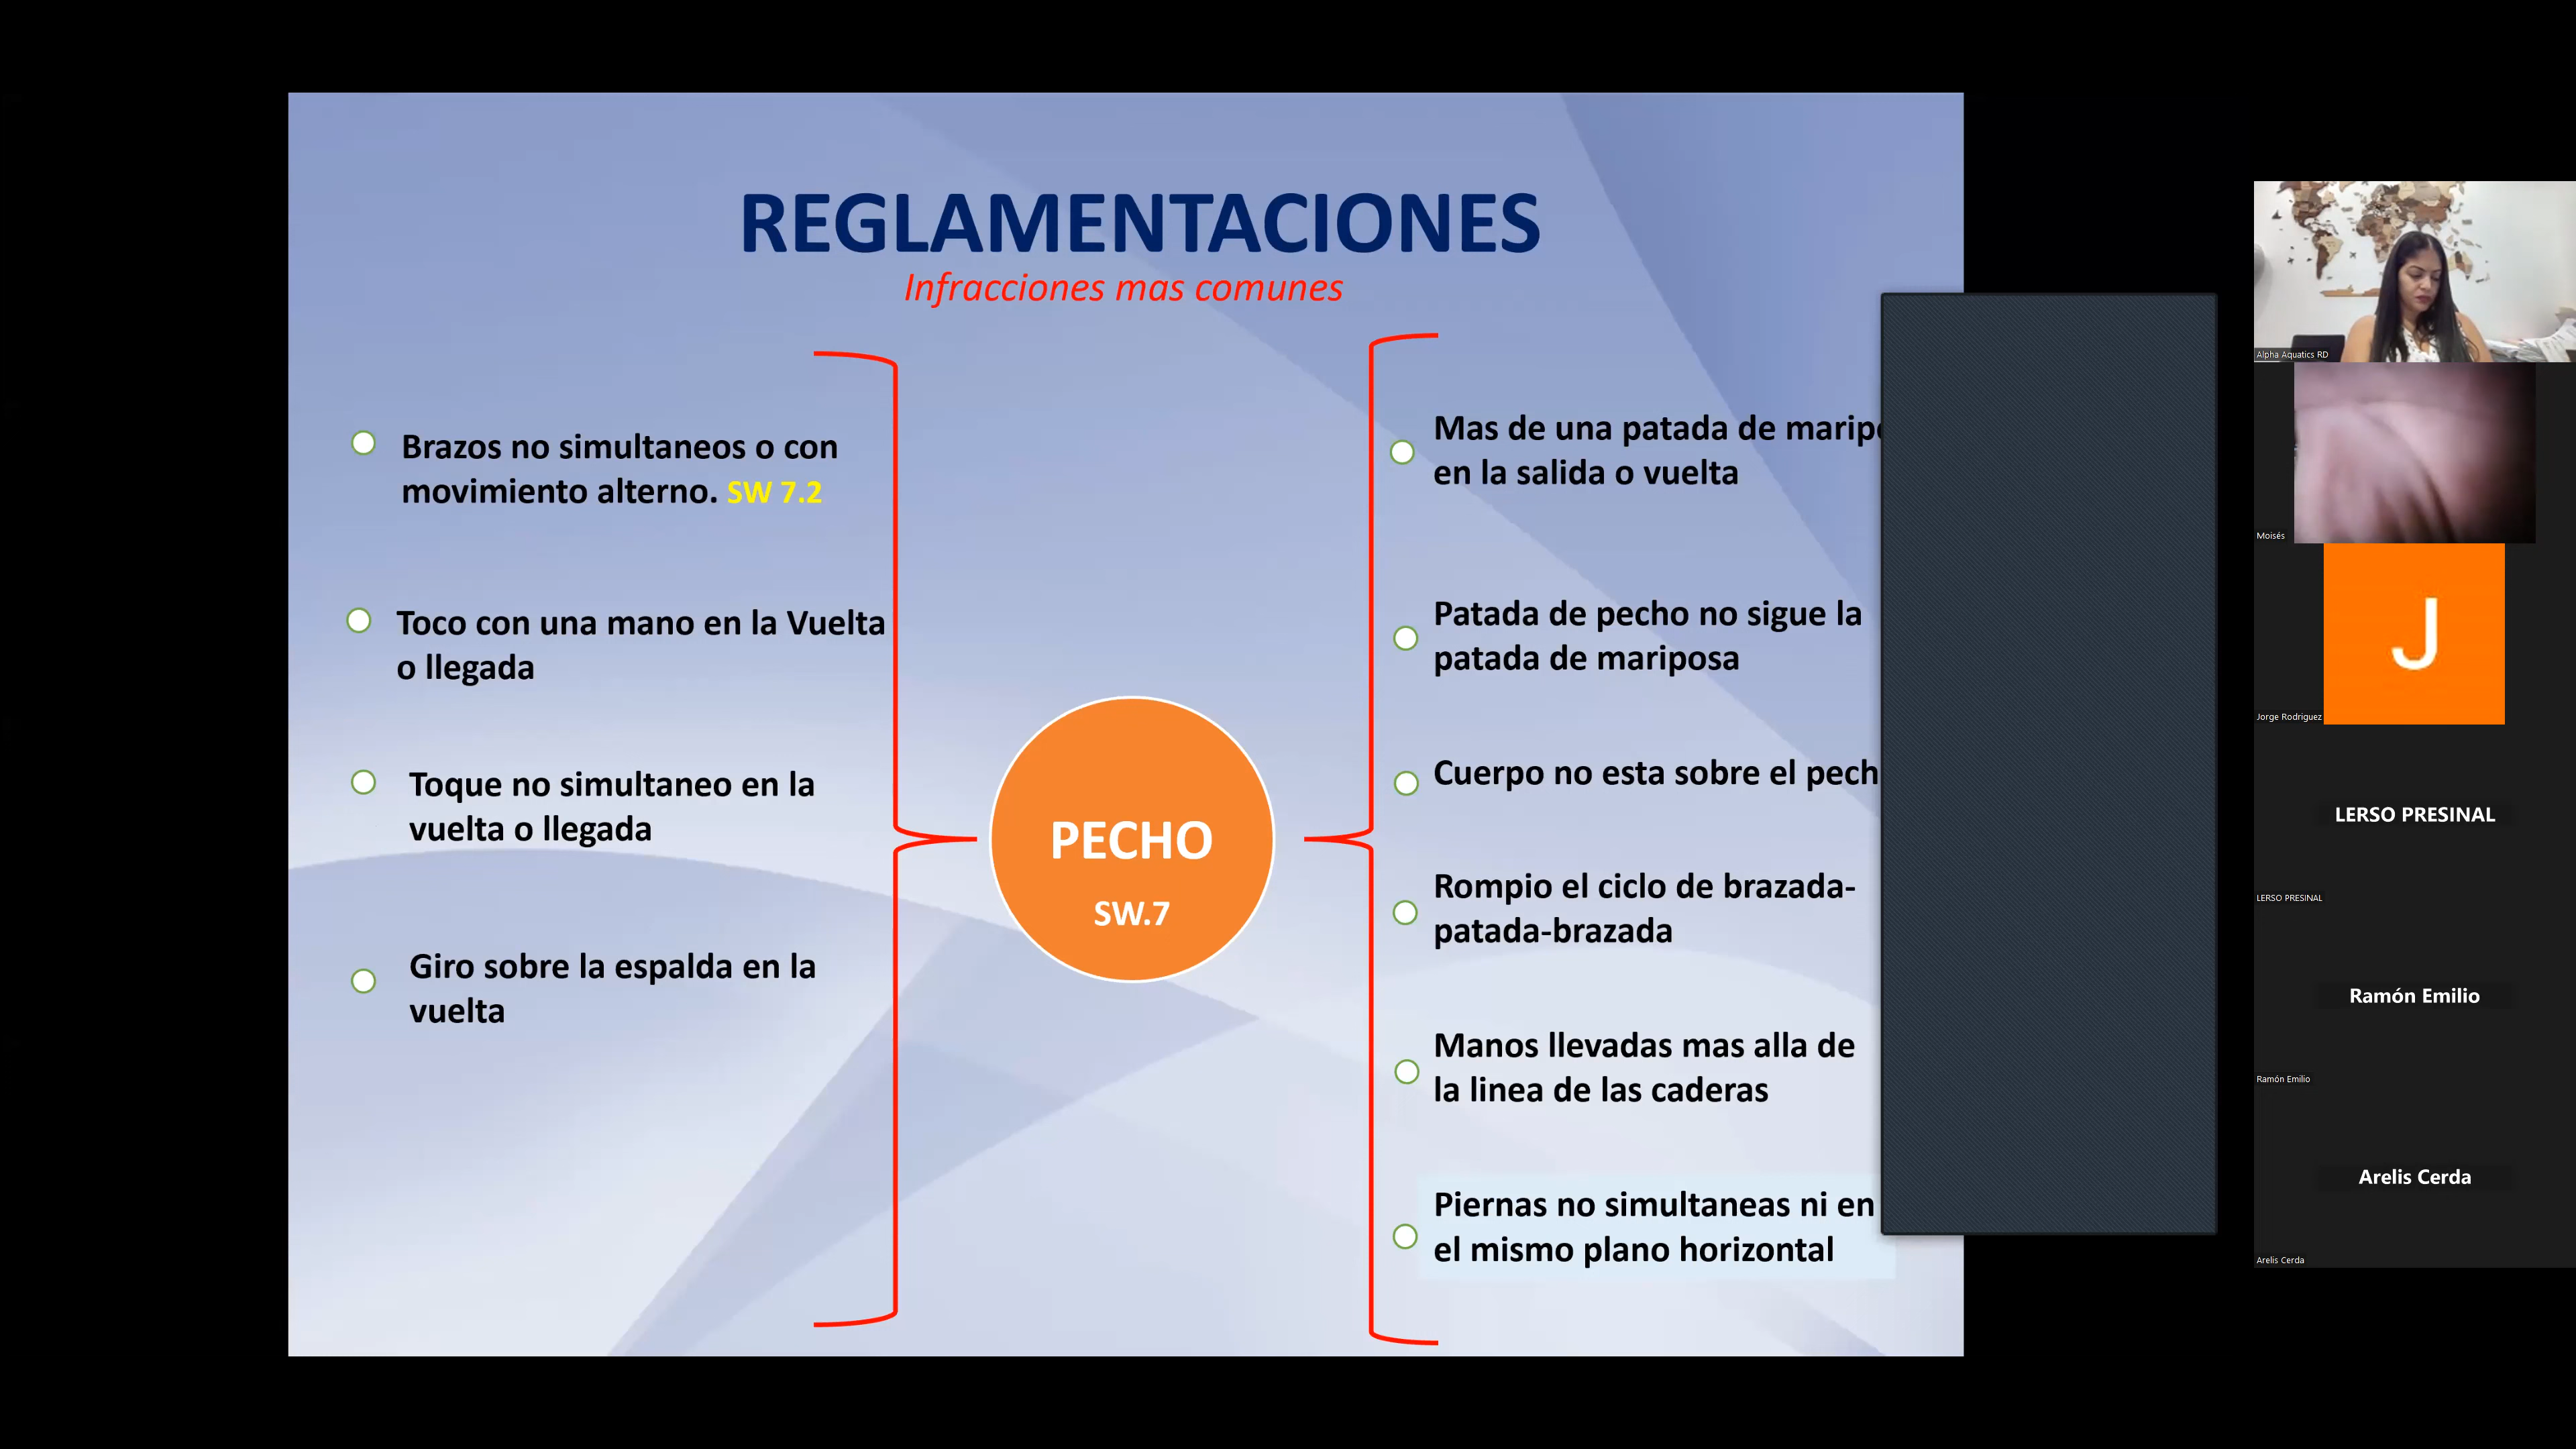 REGLAMENTACIONES
Infracciones mas comunes
Brazos no simultaneos o con
movimiento alterno. SW 7.2
Toco con una mano en la Vuelta
o llegada
Toque no simultaneo en la
vuelta o llegada
Giro sobre la espalda en la
vuelta
PECHO
SW.7
Mas de una patada de marip
en la salida o vuelta
Patada de pecho no sigue la
patada de mariposa
Cuerpo no esta sobre el pech
Rompio el ciclo de brazada-
patada-brazada
Manos llevadas mas alla de
la linea de las caderas
Piernas no simultaneas ni en
el mismo plano horizontal
Alpha Aquatics RD
Moisés
J
Jorge Rodriguez
LERSO PRESINAL
LERSO PRESINAL
Ramón Emilio
Ramón Emilio
Arelis Cerda
Arelis Cerda